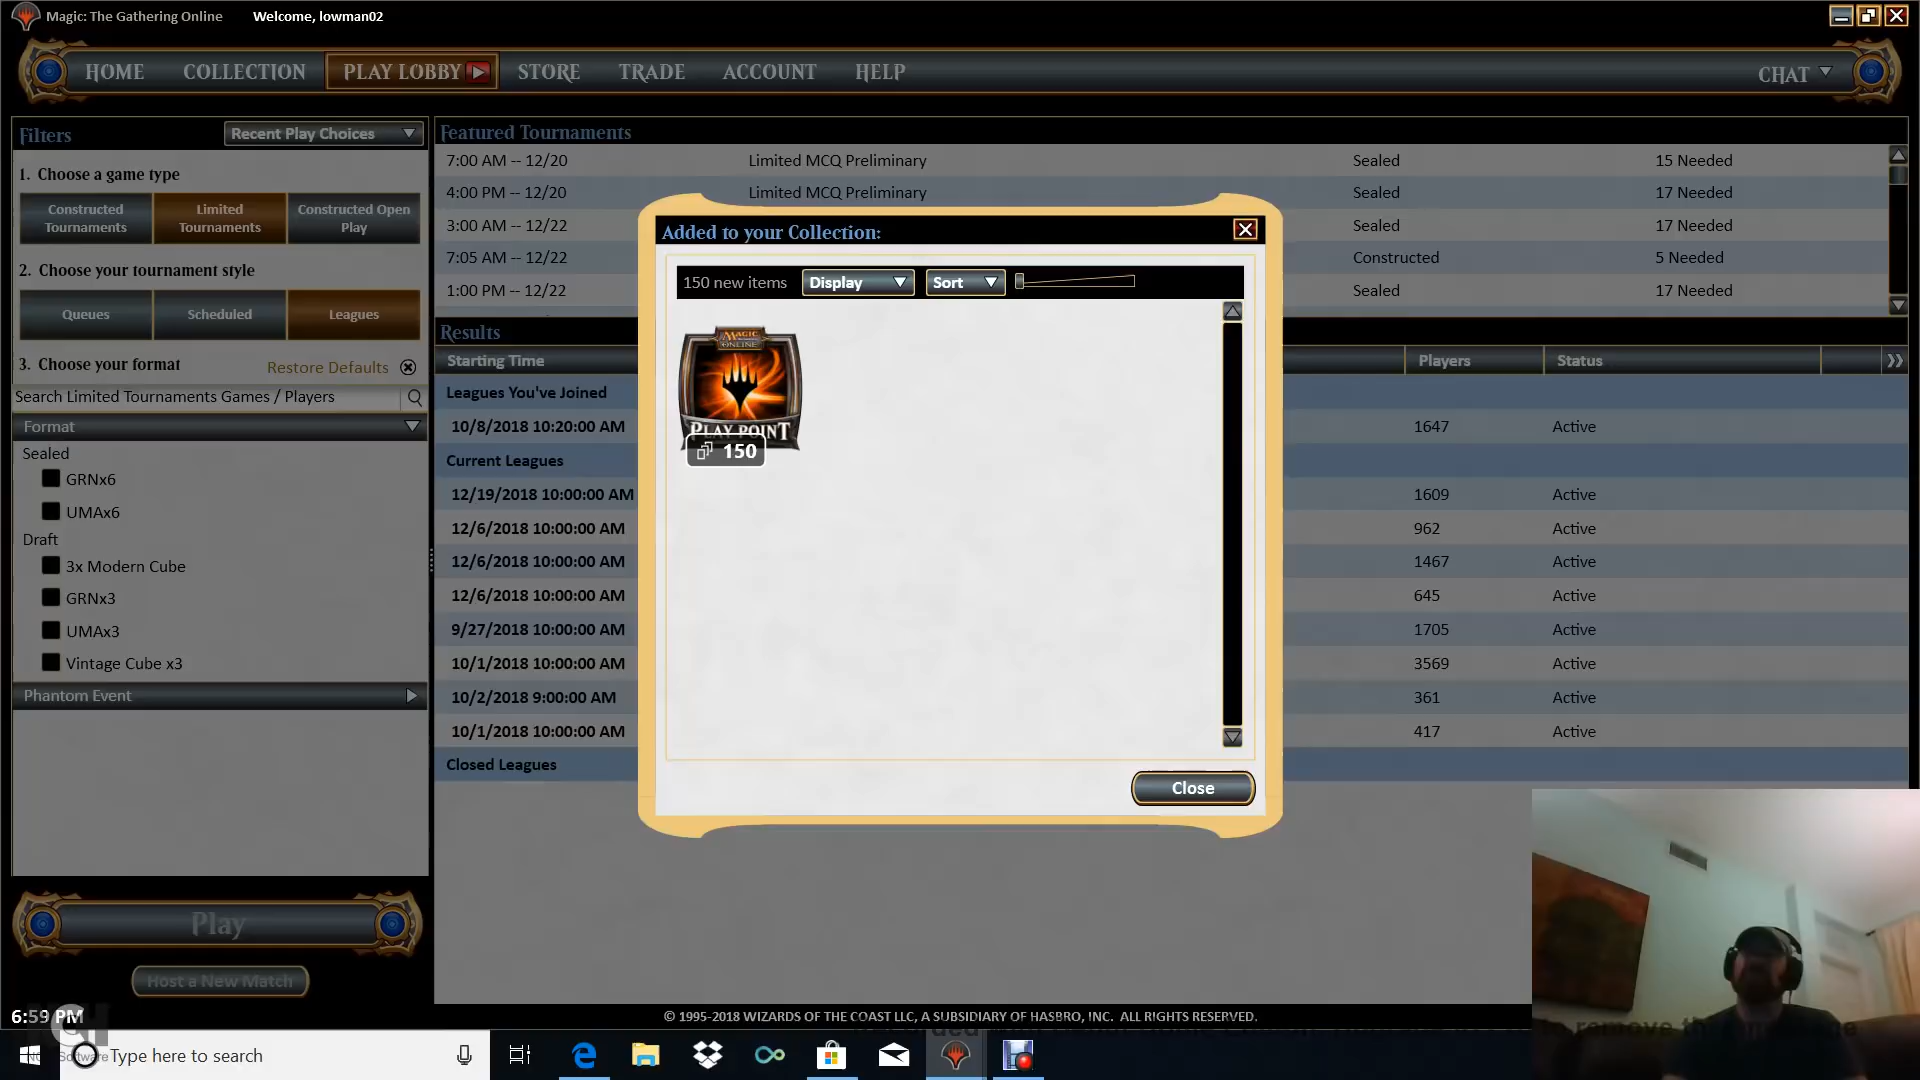 Magic: The Gathering Online Welcome, lowman02
HOME COLLECTION PLAY LOBBY STORE TRADE ACCOUNT HELP CHAT
Filters Recent Play Choices
1. Choose a game type
Constructed Tournaments Limited Tournaments Constructed Open Play
2. Choose your tournament style
Queues Scheduled Leagues
3. Choose your format Restore Defaults
Search Limited Tournaments Games / Players
Format
Sealed
GRNx6
UMAx6
Draft
3x Modern Cube
GRNx3
UMAx3
Vintage Cube x3
Phantom Event
Play
Host a New Match
Featured Tournaments
7:00 AM -- 12/20 Limited MCQ Preliminary Sealed 15 Needed
4:00 PM -- 12/20 Limited MCQ Preliminary Sealed 17 Needed
3:00 AM -- 12/22 Sealed 17 Needed
7:05 AM -- 12/22 Constructed 5 Needed
1:00 PM -- 12/22 Sealed 17 Needed
Results
Starting Time Players Status
Leagues You've Joined
10/8/2018 10:20:00 AM 1647 Active
Current Leagues
12/19/2018 10:00:00 AM 1609 Active
12/6/2018 10:00:00 AM 962 Active
12/6/2018 10:00:00 AM 1467 Active
12/6/2018 10:00:00 AM 645 Active
9/27/2018 10:00:00 AM 1705 Active
10/1/2018 10:00:00 AM 3569 Active
10/2/2018 9:00:00 AM 361 Active
10/1/2018 10:00:00 AM 417 Active
Closed Leagues
Added to your Collection:
150 new items Display Sort
MAGIC ONLINE
PLAY POINT
150
Close
6:59 PM
© 1995-2018 WIZARDS OF THE COAST LLC, A SUBSIDIARY OF HASBRO, INC. ALL RIGHTS RESERVED.
Type here to search